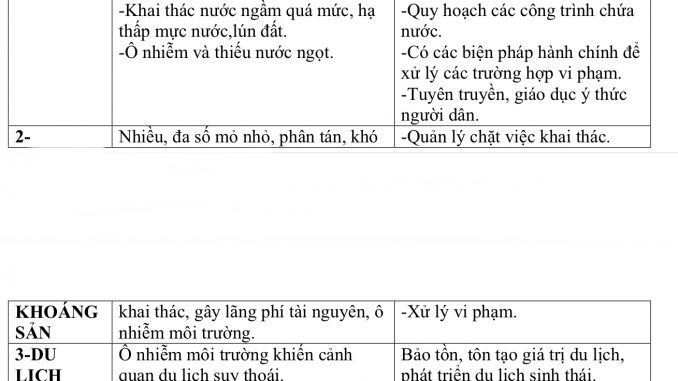 -Khai thác nước ngầm quá mức, hạ
thấp mực nước,lún đất.
-Ô nhiễm và thiếu nước ngọt.
-Quy hoạch các công trình chứa
nước.
-Có các biện pháp hành chính để
xử lý các trường hợp vi phạm.
-Tuyên truyền, giáo dục ý thức
người dân.
2-
Nhiều, đa số mỏ nhỏ, phân tán, khó
-Quản lý chặt việc khai thác.
KHOÁNG
SẢN
khai thác, gây lãng phí tài nguyên, ô
nhiễm môi trường.
-Xử lý vi phạm.
3-DU
LỊCH
Ô nhiễm môi trường khiến cảnh
quan du lịch suy thoái.
Bảo tồn, tôn tạo giá trị du lịch,
phát triển du lịch sinh thái.